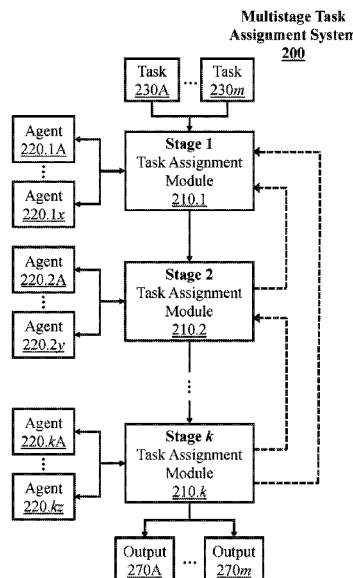 Multistage Task
Assignment System
200
Task
230A
...
Task
230m
Agent
220.1A
Agent
220.1x
Stage 1
Task Assignment
Module
210.1
Agent
220.2A
Agent
220.2y
Stage 2
Task Assignment
Module
210.2
Agent
220.kA
Agent
220.kz
Stage k
Task Assignment
Module
210.k
Output
270A
...
Output
270m